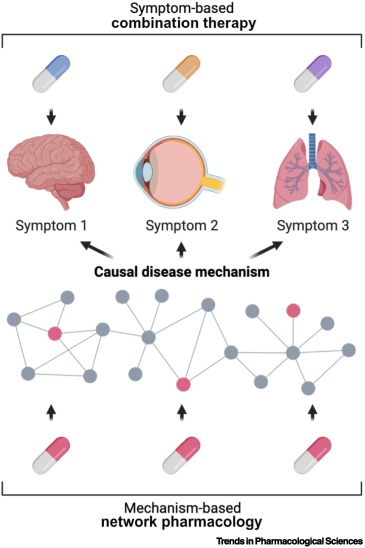 Symptom-based
combination therapy
Symptom 1
Symptom 2
Symptom 3
Causal disease mechanism
Mechanism-based
network pharmacology
Trends in Pharmacological Sciences